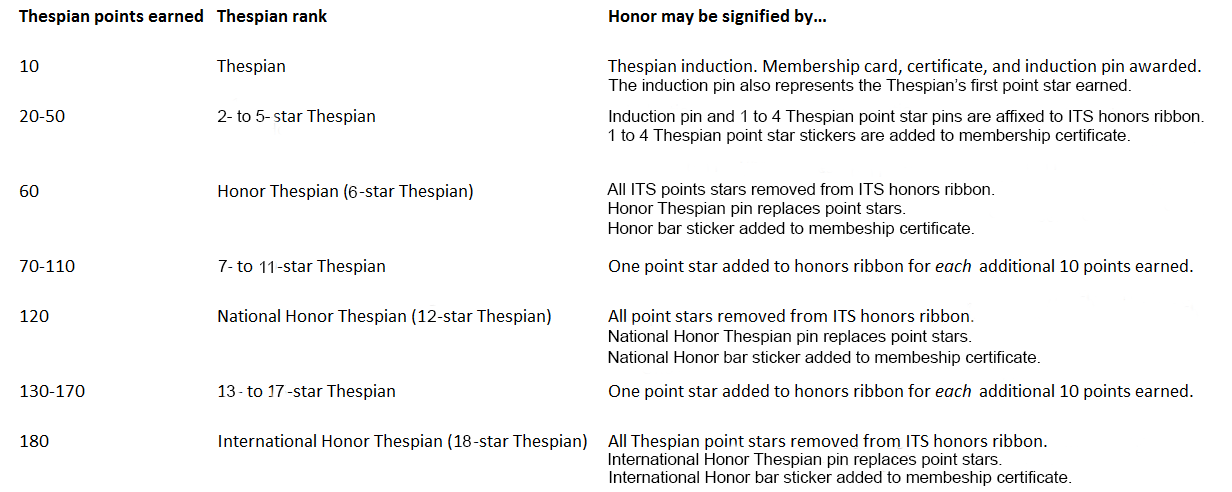 Thespian points earned Thespian rank Honor may be signified by...
10 Thespian Thespian induction. Membership card, certificate, and induction pin awarded.
The induction pin also represents the Thespian's first point star earned.
20-50 2- to 5- star Thespian Induction pin and 1 to 4 Thespian point star pins are affixed to ITS honors ribbon.
1 to 4 Thespian point star stickers are added to membership certificate.
60 Honor Thespian (6-star Thespian) All ITS points stars removed from ITS honors ribbon.
Honor Thespian pin replaces point stars.
Honor bar sticker added to membeship certificate.
70-110 7- to 11-star Thespian One point star added to honors ribbon for each additional 10 points earned.
120 National Honor Thespian (12-star Thespian) All point stars removed from ITS honors ribbon.
National Honor Thespian pin replaces point stars.
National Honor bar sticker added to membeship certificate.
130-170 13- to 17-star Thespian One point star added to honors ribbon for each additional 10 points earned.
180 International Honor Thespian (18-star Thespian) All Thespian point stars removed from ITS honors ribbon.
International Honor Thespian pin replaces point stars.
International Honor bar sticker added to membeship certificate.